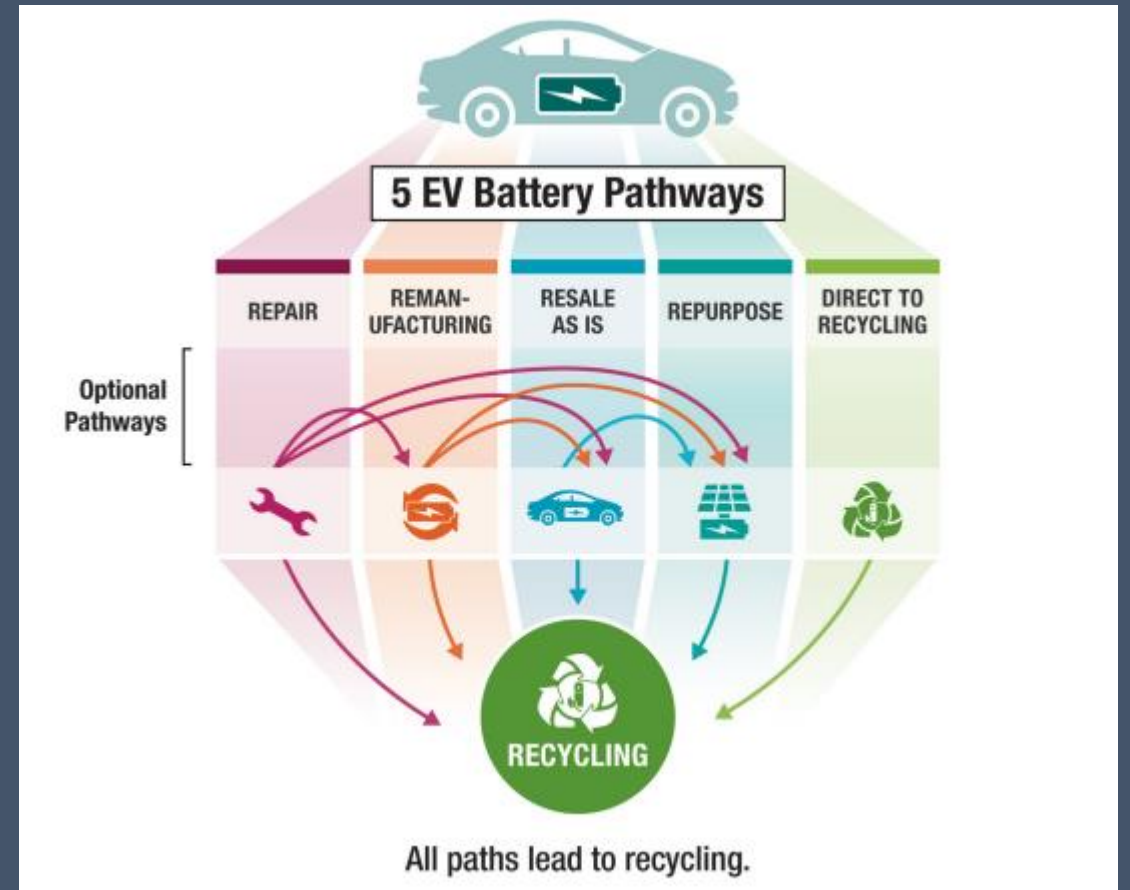 5 EV Battery Pathways
REPAIR
REMAN-
UFACTURING
RESALE
AS IS
REPURPOSE
DIRECT TO
RECYCLING
Optional
Pathways
RECYCLING
All paths lead to recycling.